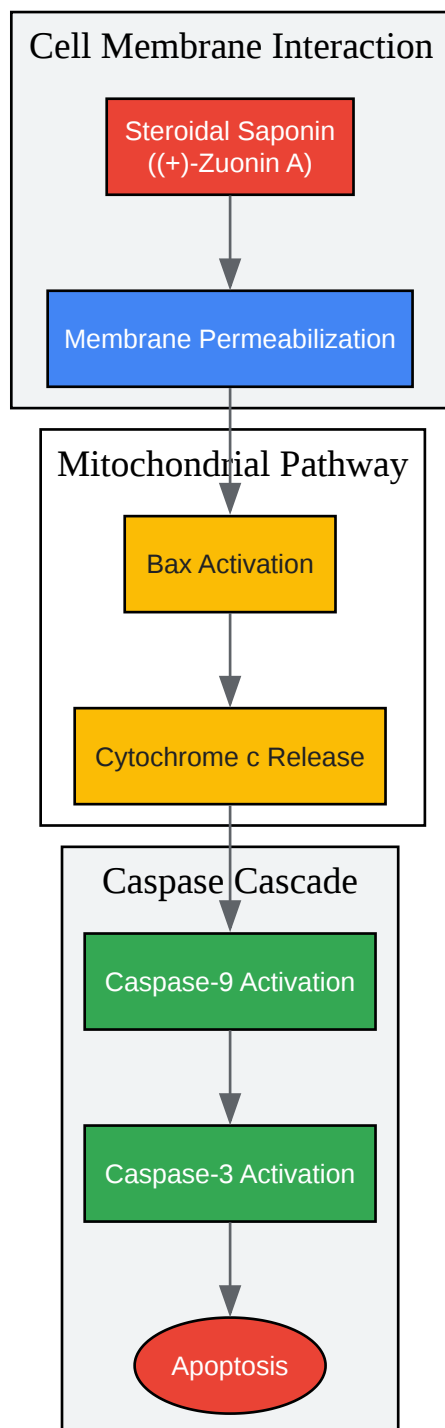 Cell Membrane Interaction
Steroidal Saponin
((+)-Zuonin A)
Membrane Permeabilization
Mitochondrial Pathway
Bax Activation
Cytochrome c Release
Caspase Cascade
Caspase-9 Activation
Caspase-3 Activation
Apoptosis